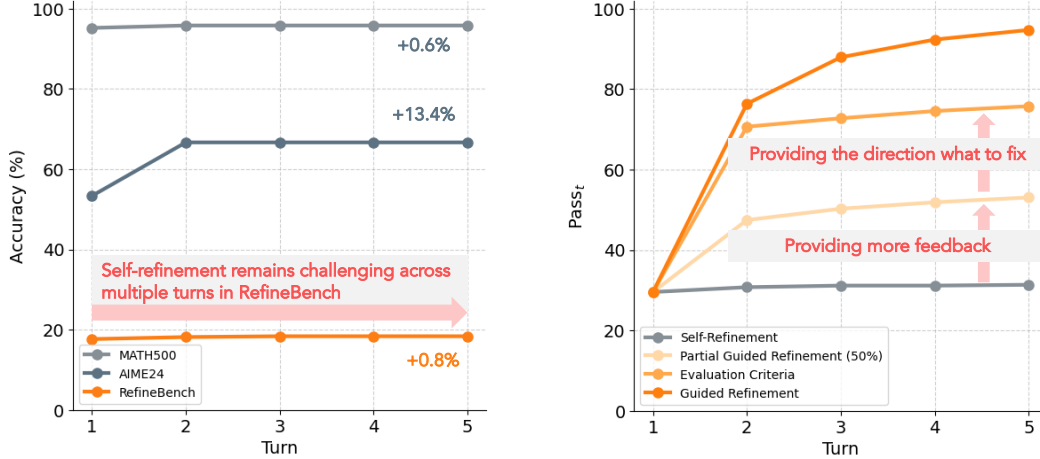 100
80
60
40
20
0
Accuracy (%)
+0.6%
+13.4%
Self-refinement remains challenging across
multiple turns in RefineBench
+0.8%
MATH500
AIME24
RefineBench
1 2 3 4 5
Turn
100
80
60
40
20
0
Pass_t
Providing the direction what to fix
Providing more feedback
Self-Refinement
Partial Guided Refinement (50%)
Evaluation Criteria
Guided Refinement
1 2 3 4 5
Turn